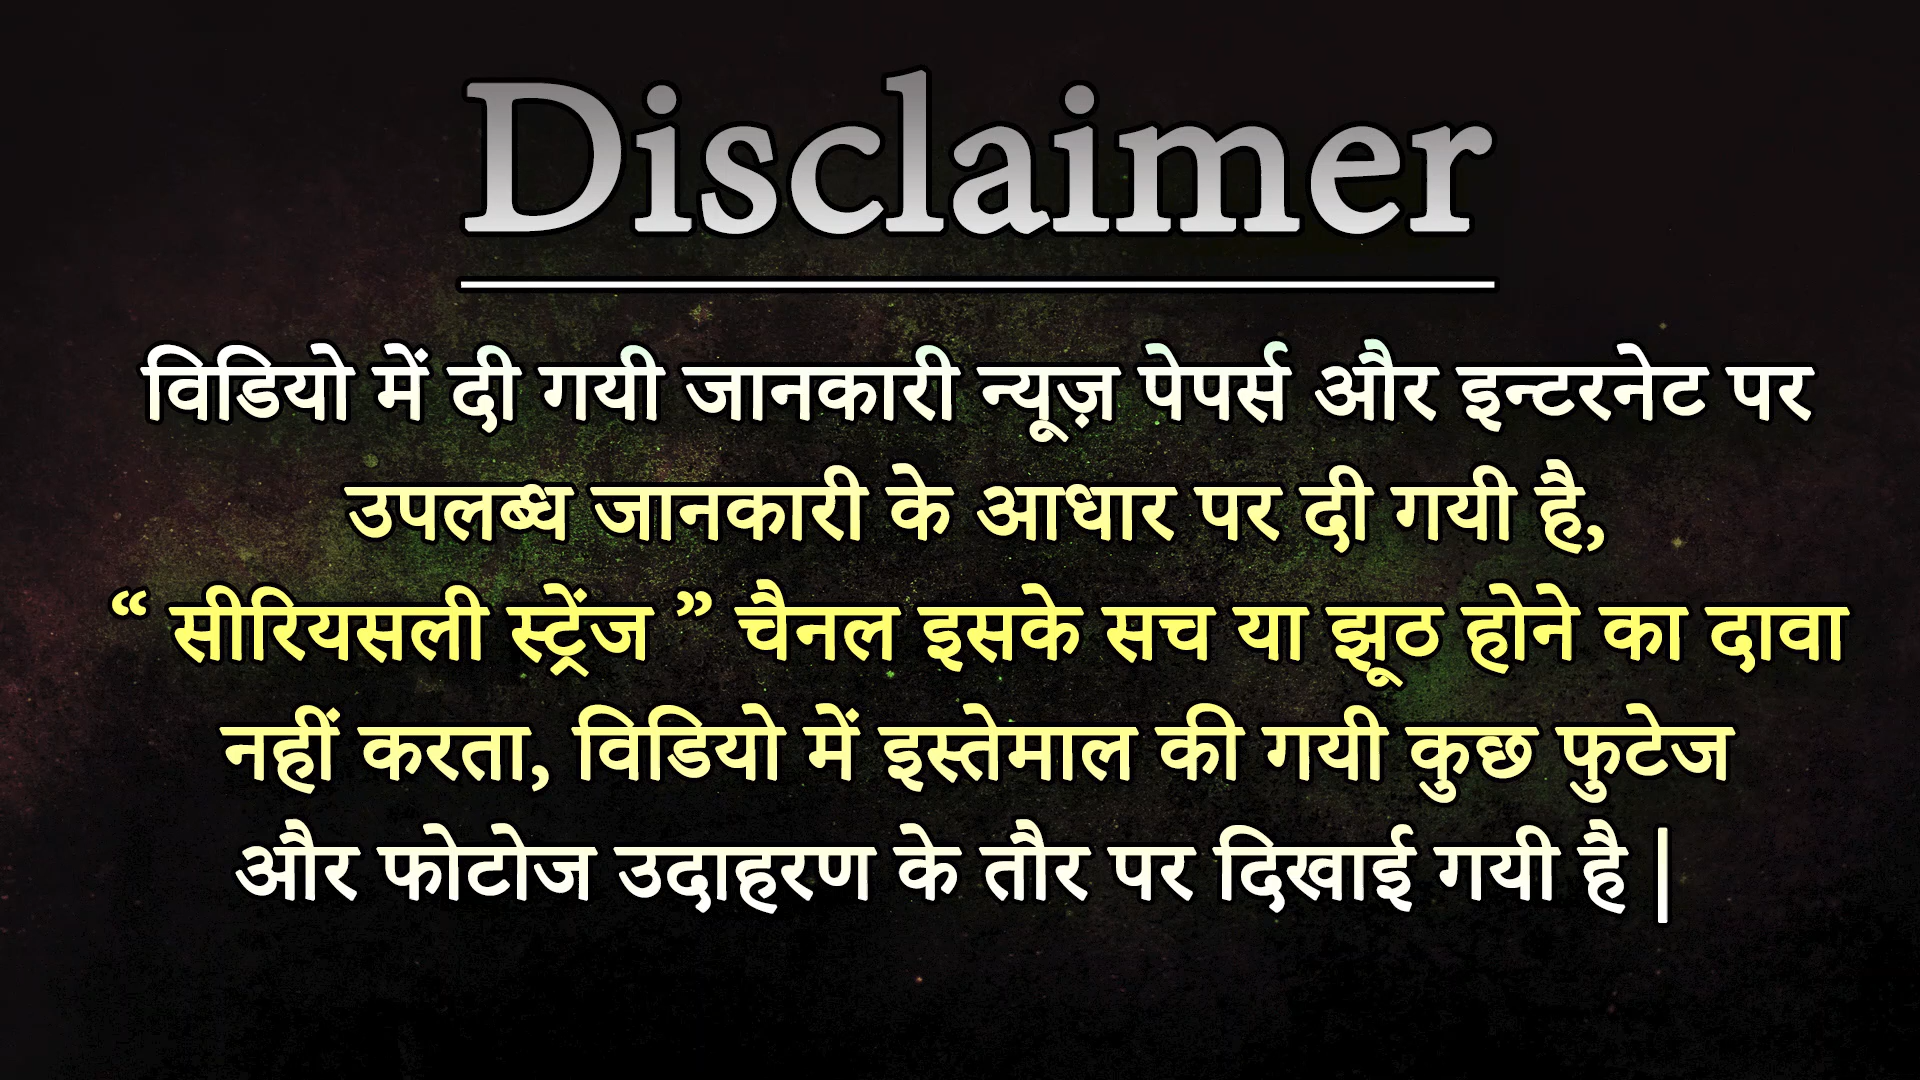 Disclaimer
विडियो में दी गयी जानकारी न्यूज़ पेपर्स और इन्टरनेट पर
उपलब्ध जानकारी के आधार पर दी गयी है,
“ सीरियसली स्ट्रेंज ” चैनल इसके सच या झूठ होने का दावा
नहीं करता, विडियो में इस्तेमाल की गयी कुछ फुटेज
और फोटोज उदाहरण के तौर पर दिखाई गयी है |